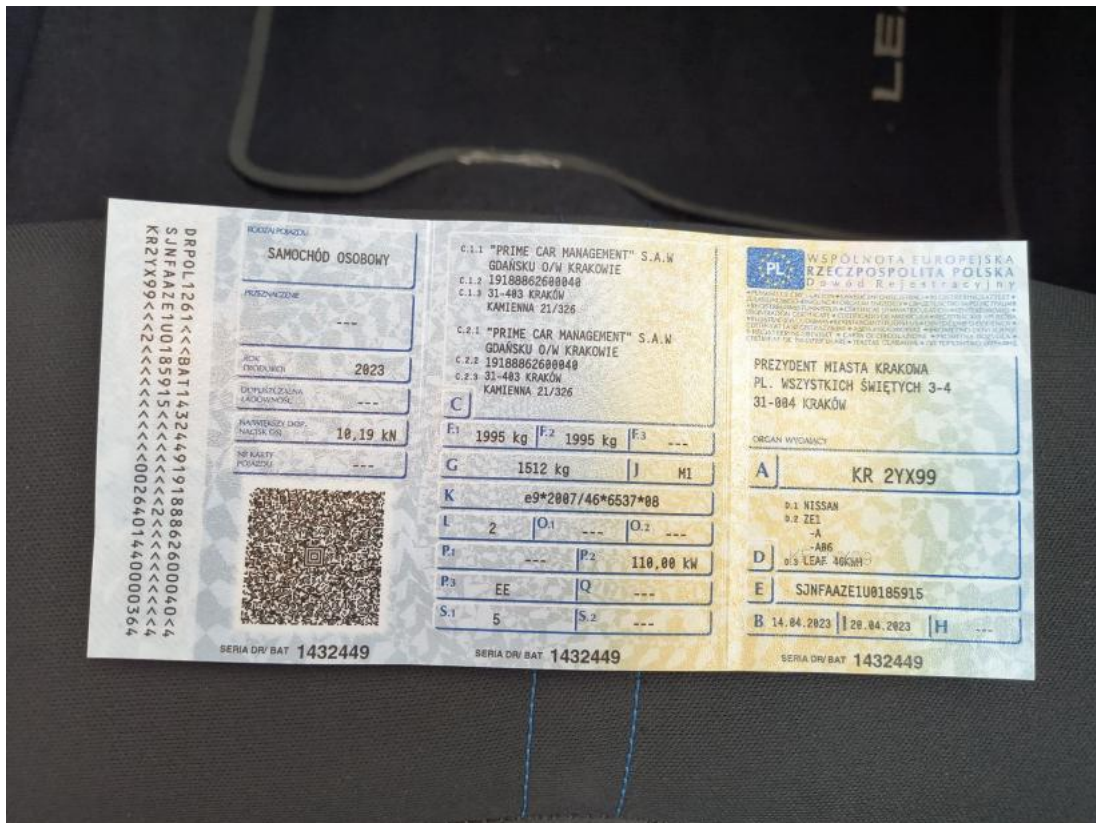 LEA
DRPOL1261<<<BAT1432449191888626000040<4
SJNFAAZE1U0185915<<<<<<<<2<<<<<<<<<<<<4
KR2YX99<<2<<<<<<<<<<<<<0026401440000364
RODZAJ POJAZDU
SAMOCHÓD OSOBOWY
PRZEZNACZENIE
---
ROK
PRODUKCJI
2023
DOPUSZCZALNA
ŁADOWNOŚĆ
---
NAJWIĘKSZY DOP.
NACISK OSI
10,19 kN
NR KARTY
POJAZDU
---
SERIA DR/ BAT 1432449
C.1.1 "PRIME CAR MANAGEMENT" S.A.W
GDAŃSKU O/W KRAKOWIE
C.1.2 19188862600040
C.1.3 31-403 KRAKÓW
KAMIENNA 21/326
C.2.1 "PRIME CAR MANAGEMENT" S.A.W
GDAŃSKU O/W KRAKOWIE
C.2.2 19188862600040
C.2.3 31-403 KRAKÓW
KAMIENNA 21/326
C
F.1 1995 kg F.2 1995 kg F.3 ---
G 1512 kg J M1
K e9*2007/46*6537*08
L 2 O.1 --- O.2 ---
P.1 --- P.2 110,00 kW
P.3 EE Q ---
S.1 5 S.2 ---
SERIA DR/ BAT 1432449
PL
WSPÓLNOTA EUROPEJSKA
RZECZPOSPOLITA POLSKA
Dowód Rejestracyjny
PREZYDENT MIASTA KRAKOWA
PL. WSZYSTKICH ŚWIĘTYCH 3-4
31-004 KRAKÓW
ORGAN WYDAJĄCY
A KR 2YX99
D.1 NISSAN
D.2 ZE1
-A
-A06
D D.3 LEAF 40KWH
E SJNFAAZE1U0185915
B 14.04.2023 I 20.04.2023 H ---
SERIA DR/ BAT 1432449